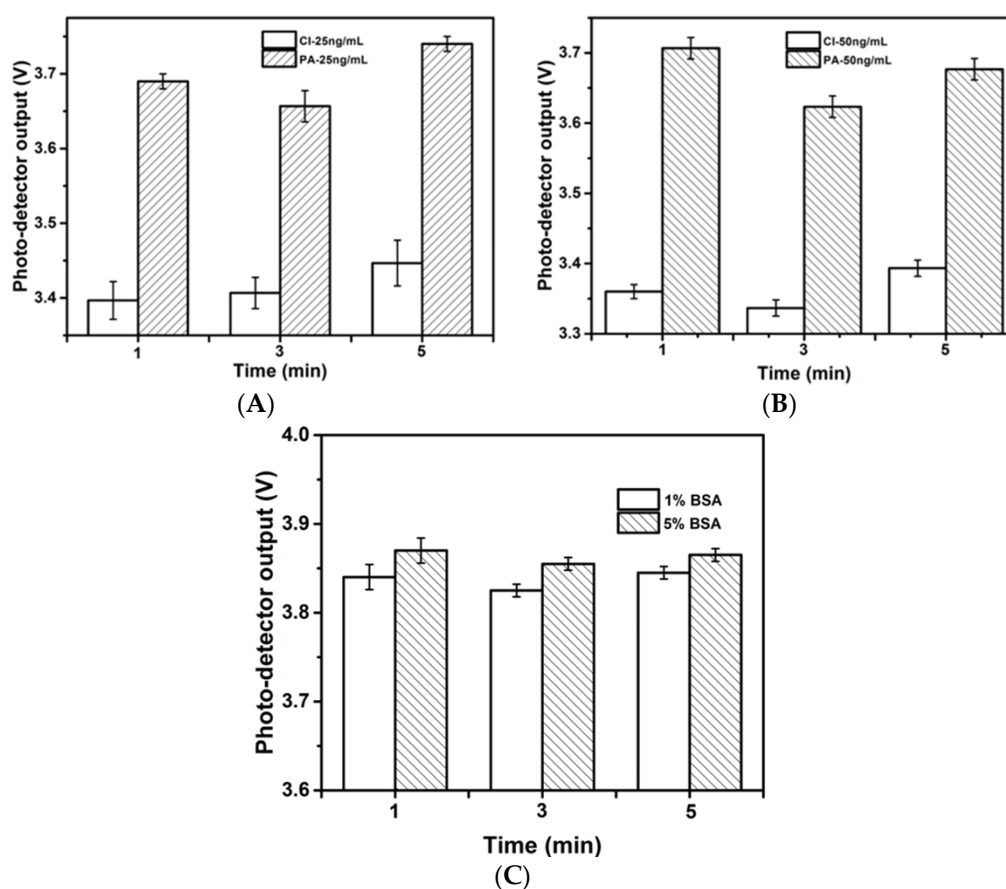 CI-25ng/mL
PA-25ng/mL
Photo-detector output (V)
3.7
3.6
3.5
3.4
1
3
5
Time (min)
(A)
CI-50ng/mL
PA-50ng/mL
Photo-detector output (V)
3.7
3.6
3.5
3.4
3.3
1
3
5
Time (min)
(B)
1% BSA
5% BSA
Photo-detector output (V)
4.0
3.9
3.8
3.7
3.6
1
3
5
Time (min)
(C)